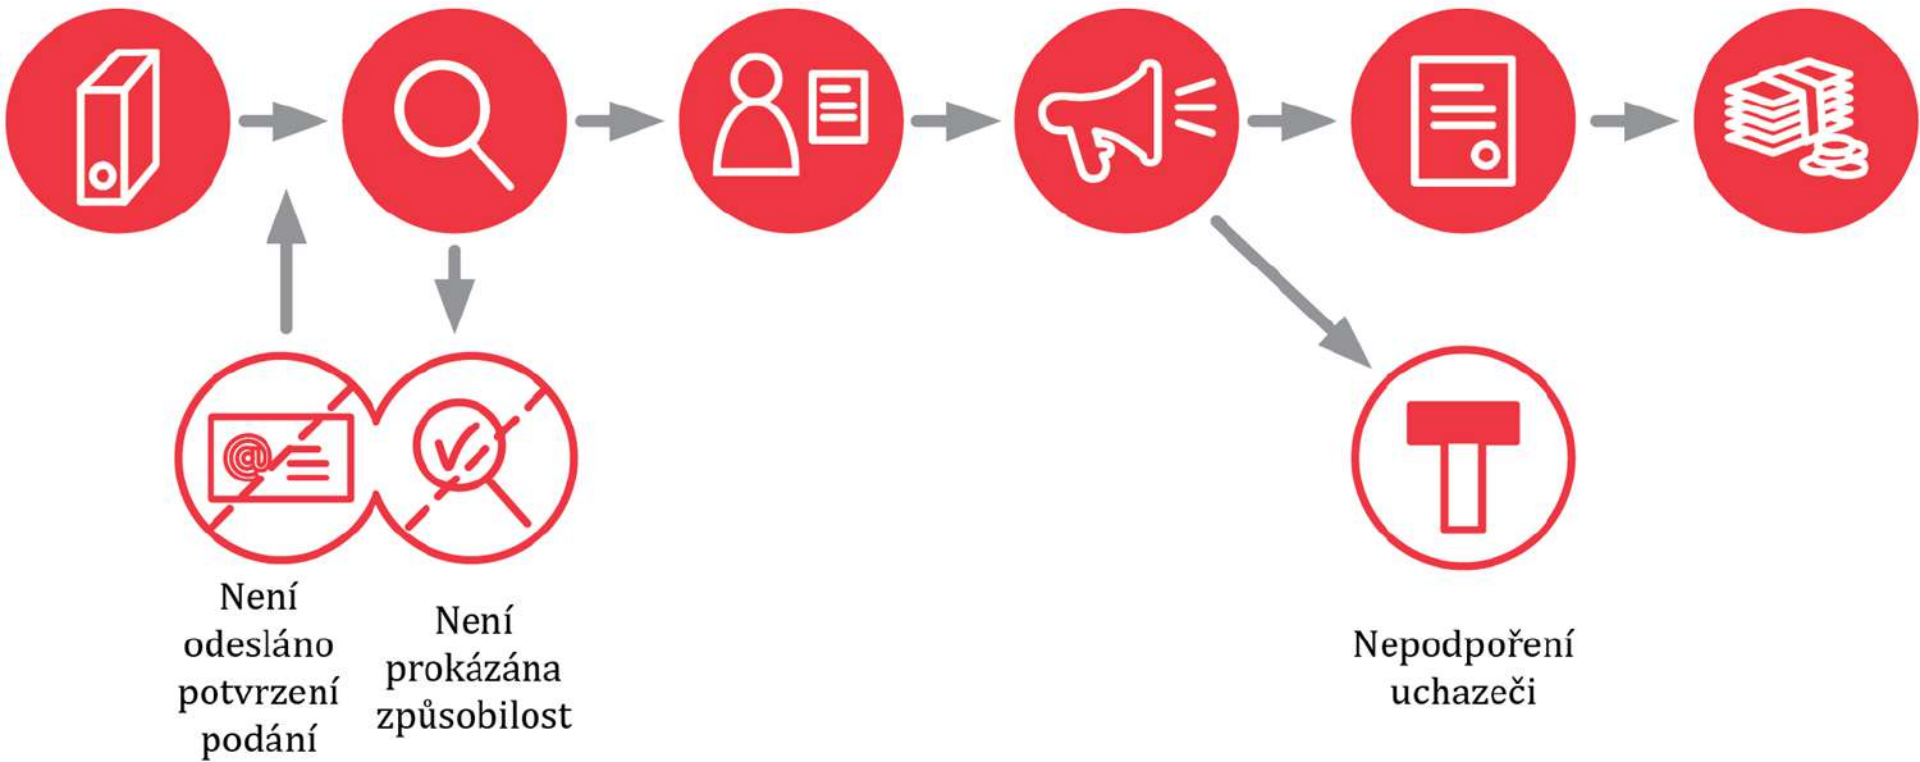 Není
odesláno
potvrzení
podání
Není
prokázána
způsobilost
Nepodpoření
uchazeči